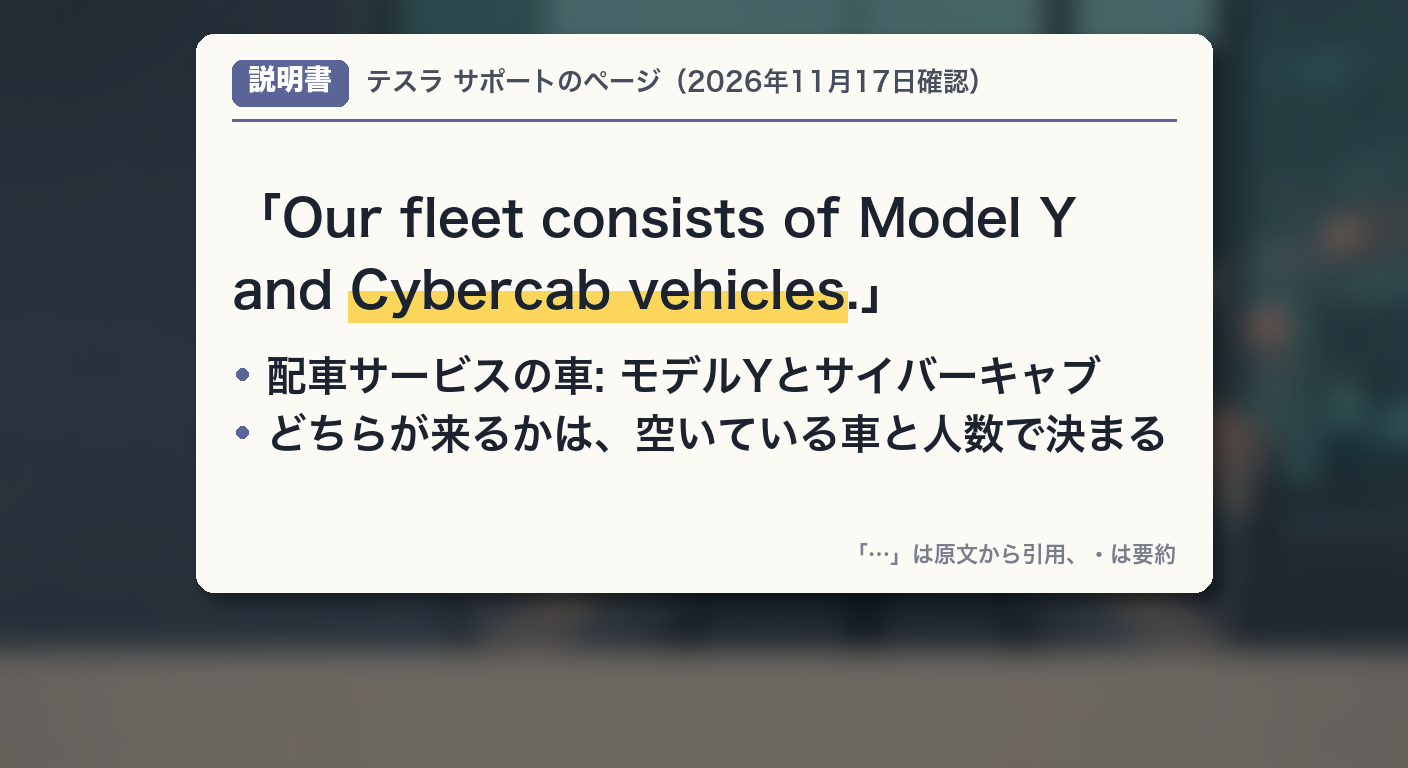 説明書 テスラ サポートのページ（2026年11月17日確認）
「Our fleet consists of Model Y
and Cybercab vehicles.」
• 配車サービスの車: モデルYとサイバーキャブ
• どちらが来るかは、空いている車と人数で決まる
「…」は原文から引用、・は要約